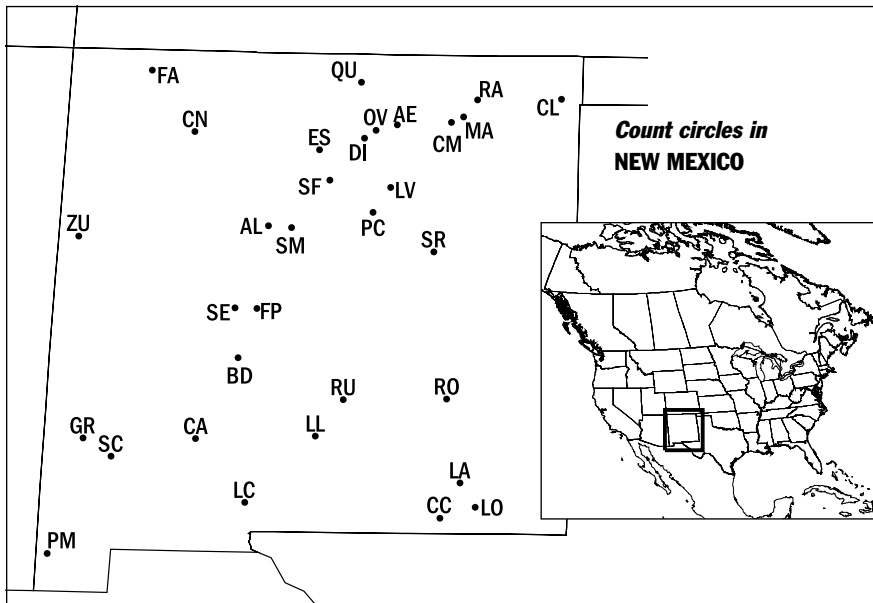 FA
QU
RA
CL
CN
OV
AE
ES
DI
CM
MA
Count circles in
NEW MEXICO
SF
LV
ZU
AL
SM
PC
SR
SE
FP
BD
RU
RO
GR
SC
CA
LL
LC
LA
CC
LO
PM